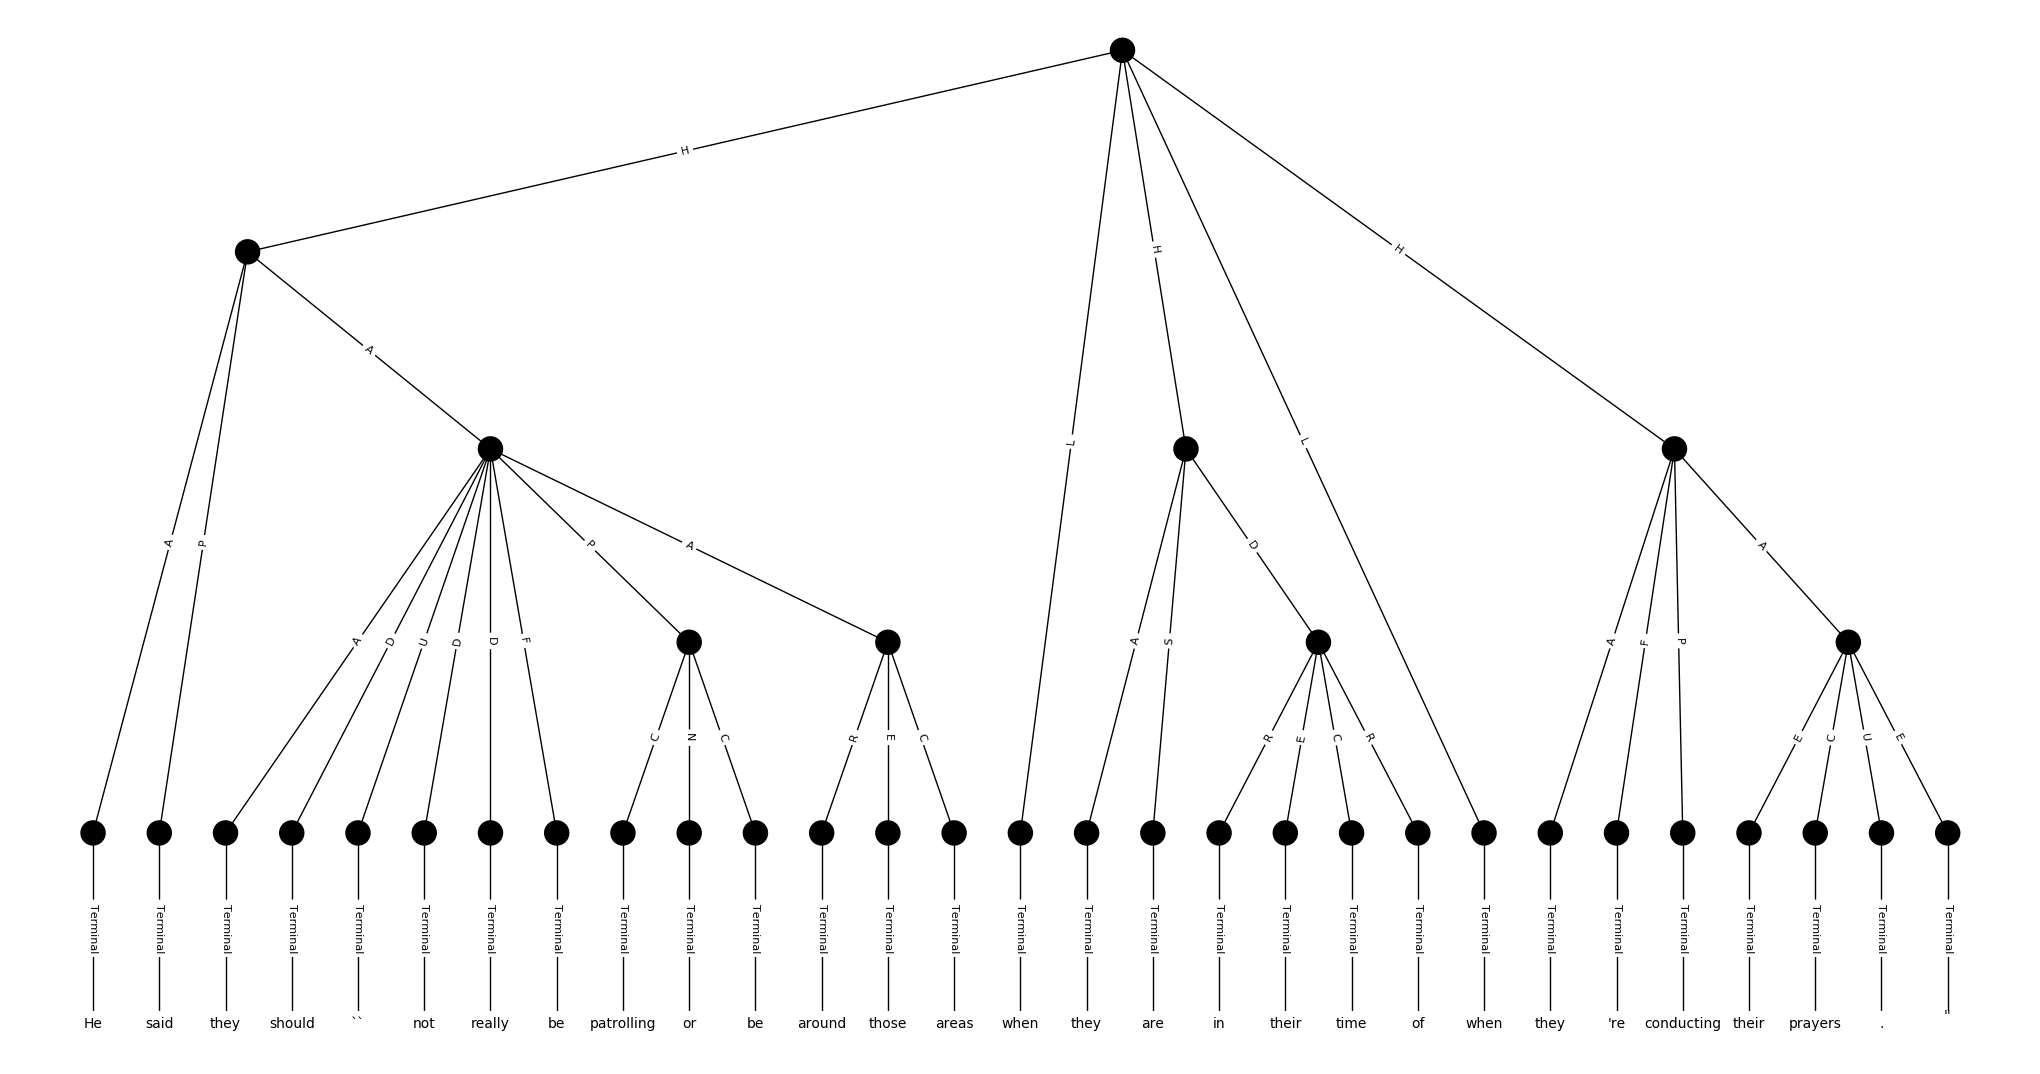 H
A
H
H
L
L
A P
A D U D D F P A
A S D
A F P A
C N C
R E C
R E C R
E C U E
Terminal Terminal Terminal Terminal Terminal Terminal Terminal Terminal Terminal Terminal Terminal Terminal Terminal Terminal Terminal Terminal Terminal Terminal Terminal Terminal Terminal Terminal Terminal Terminal Terminal Terminal Terminal Terminal Terminal
He said they should `` not really be patrolling or be around those areas when they are in their time of when they 're conducting their prayers . "